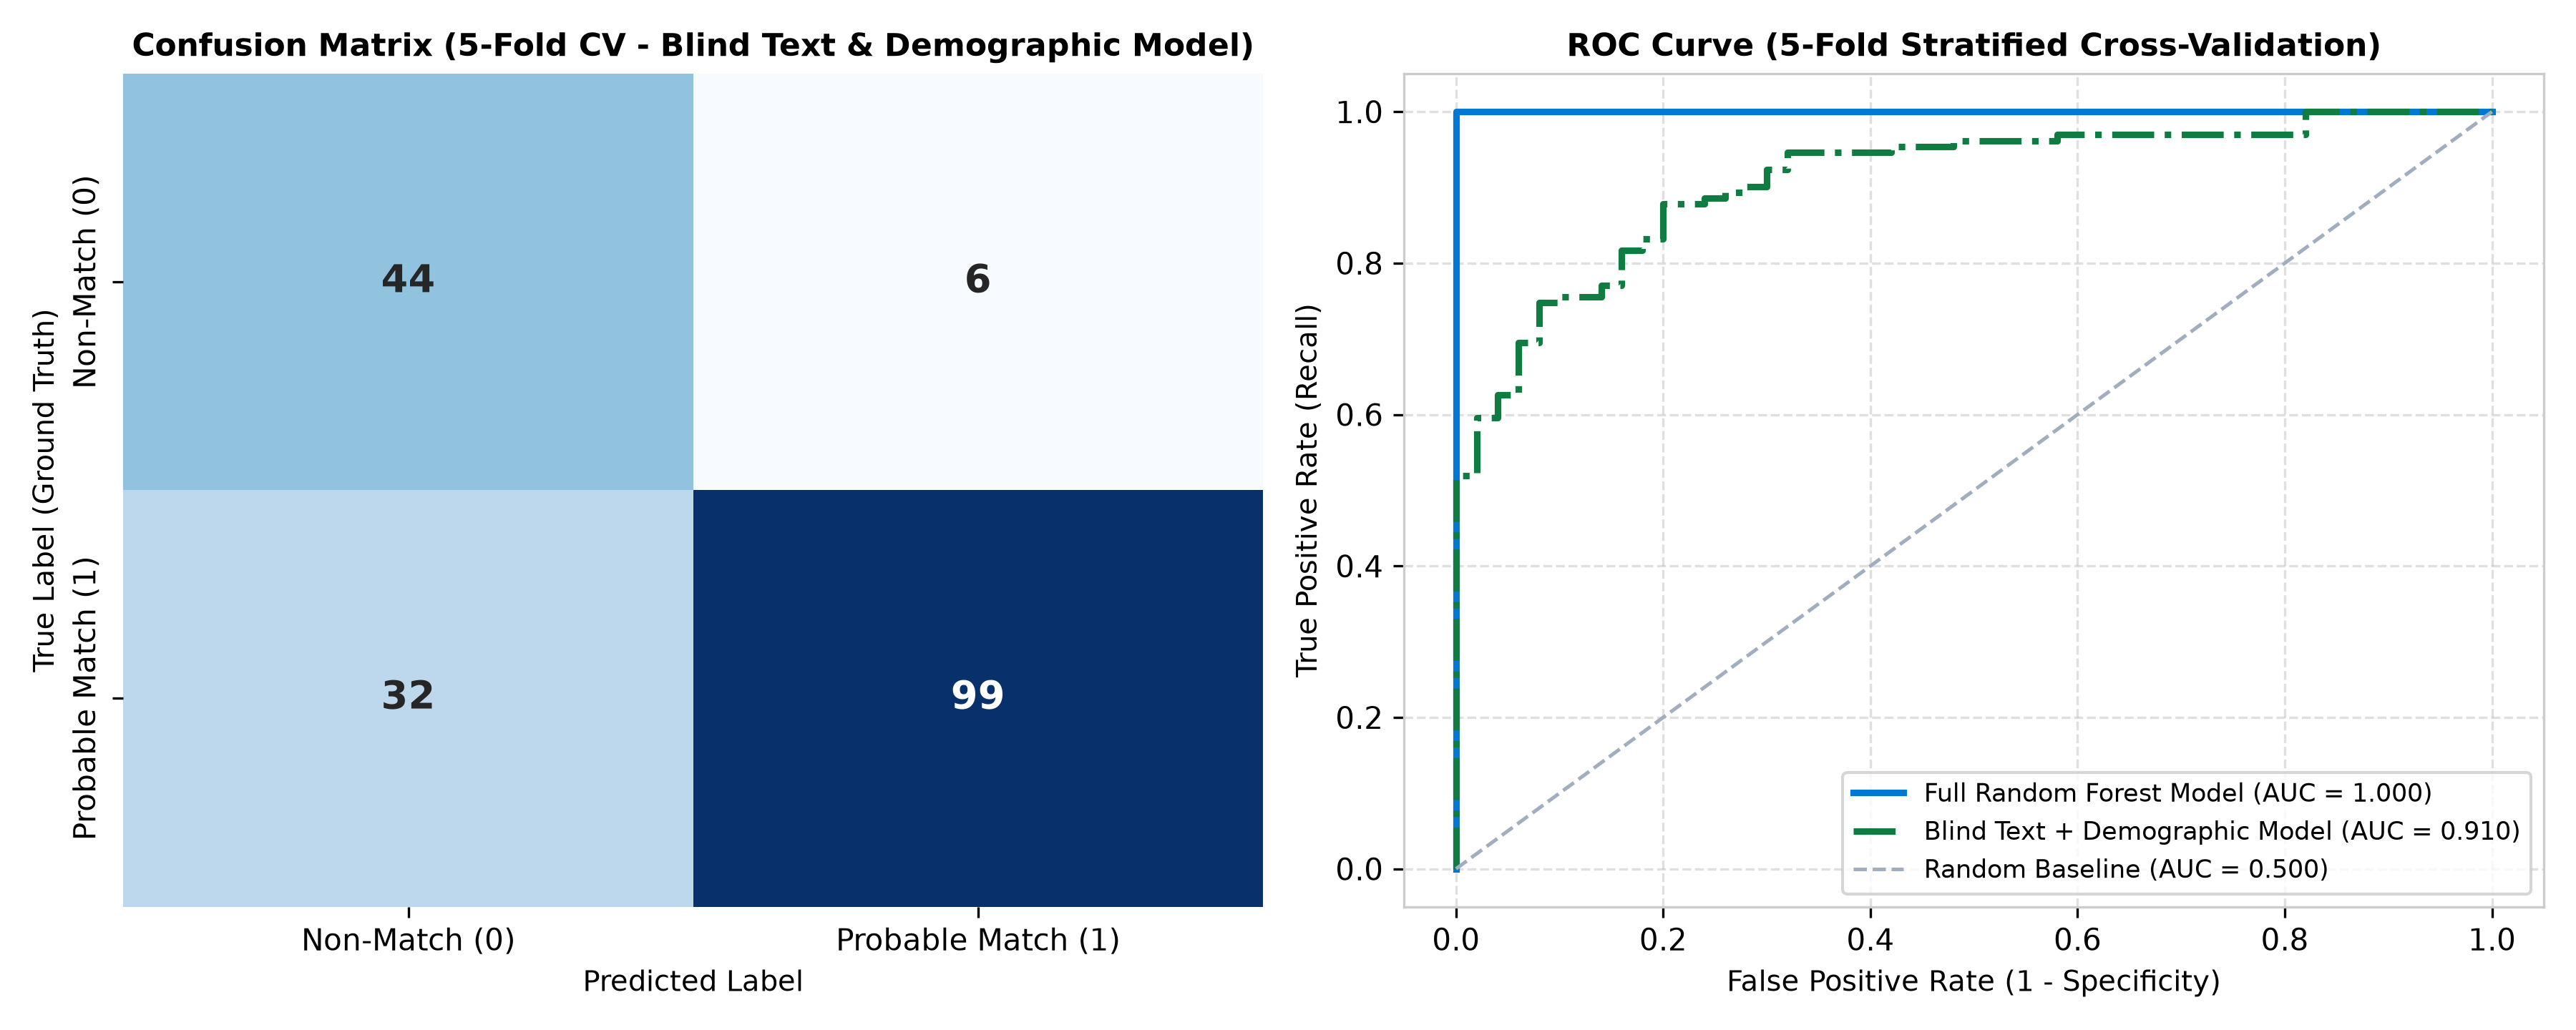 Confusion Matrix (5-Fold CV - Blind Text & Demographic Model)
True Label (Ground Truth)
Non-Match (0)
Probable Match (1)
44
6
32
99
Non-Match (0)
Probable Match (1)
Predicted Label
ROC Curve (5-Fold Stratified Cross-Validation)
True Positive Rate (Recall)
1.0
0.8
0.6
0.4
0.2
0.0
Full Random Forest Model (AUC = 1.000)
Blind Text + Demographic Model (AUC = 0.910)
Random Baseline (AUC = 0.500)
0.0
0.2
0.4
0.6
0.8
1.0
False Positive Rate (1 - Specificity)